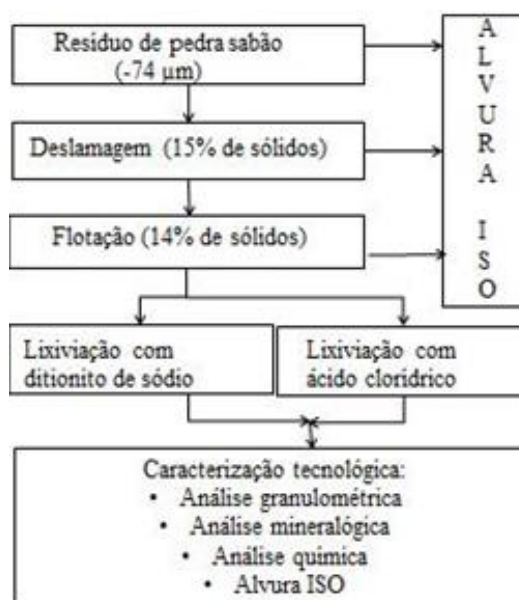 Resíduo de pedra sabão
(-74 µm)
Deslamagem (15% de sólidos)
Flotação (14% de sólidos)
A
L
V
U
R
A
I
S
O
Lixiviação com
ditionito de sódio
Lixiviação com
ácido clorídrico
Caracterização tecnológica:
• Análise granulométrica
• Análise mineralógica
• Análise química
• Alvura ISO